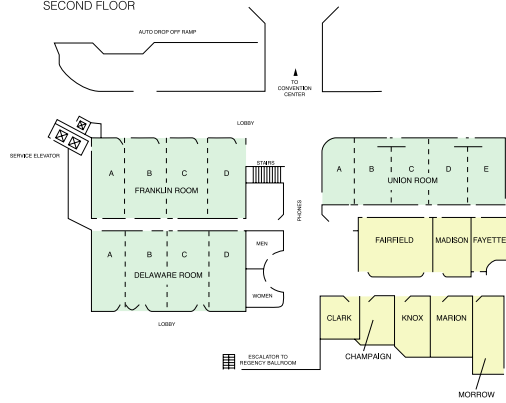 SECOND FLOOR
AUTO DROP OFF RAMP
TO
CONVENTION
CENTER
LOBBY
SERVICE ELEVATOR
A B C D
FRANKLIN ROOM
STAIRS
A B C D E
UNION ROOM
PHONES
FAIRFIELD MADISON FAYETTE
A B C D
DELAWARE ROOM
MEN
WOMEN
LOBBY
CLARK KNOX MARION
CHAMPAIGN
ESCALATOR TO
REGENCY BALLROOM
MORROW